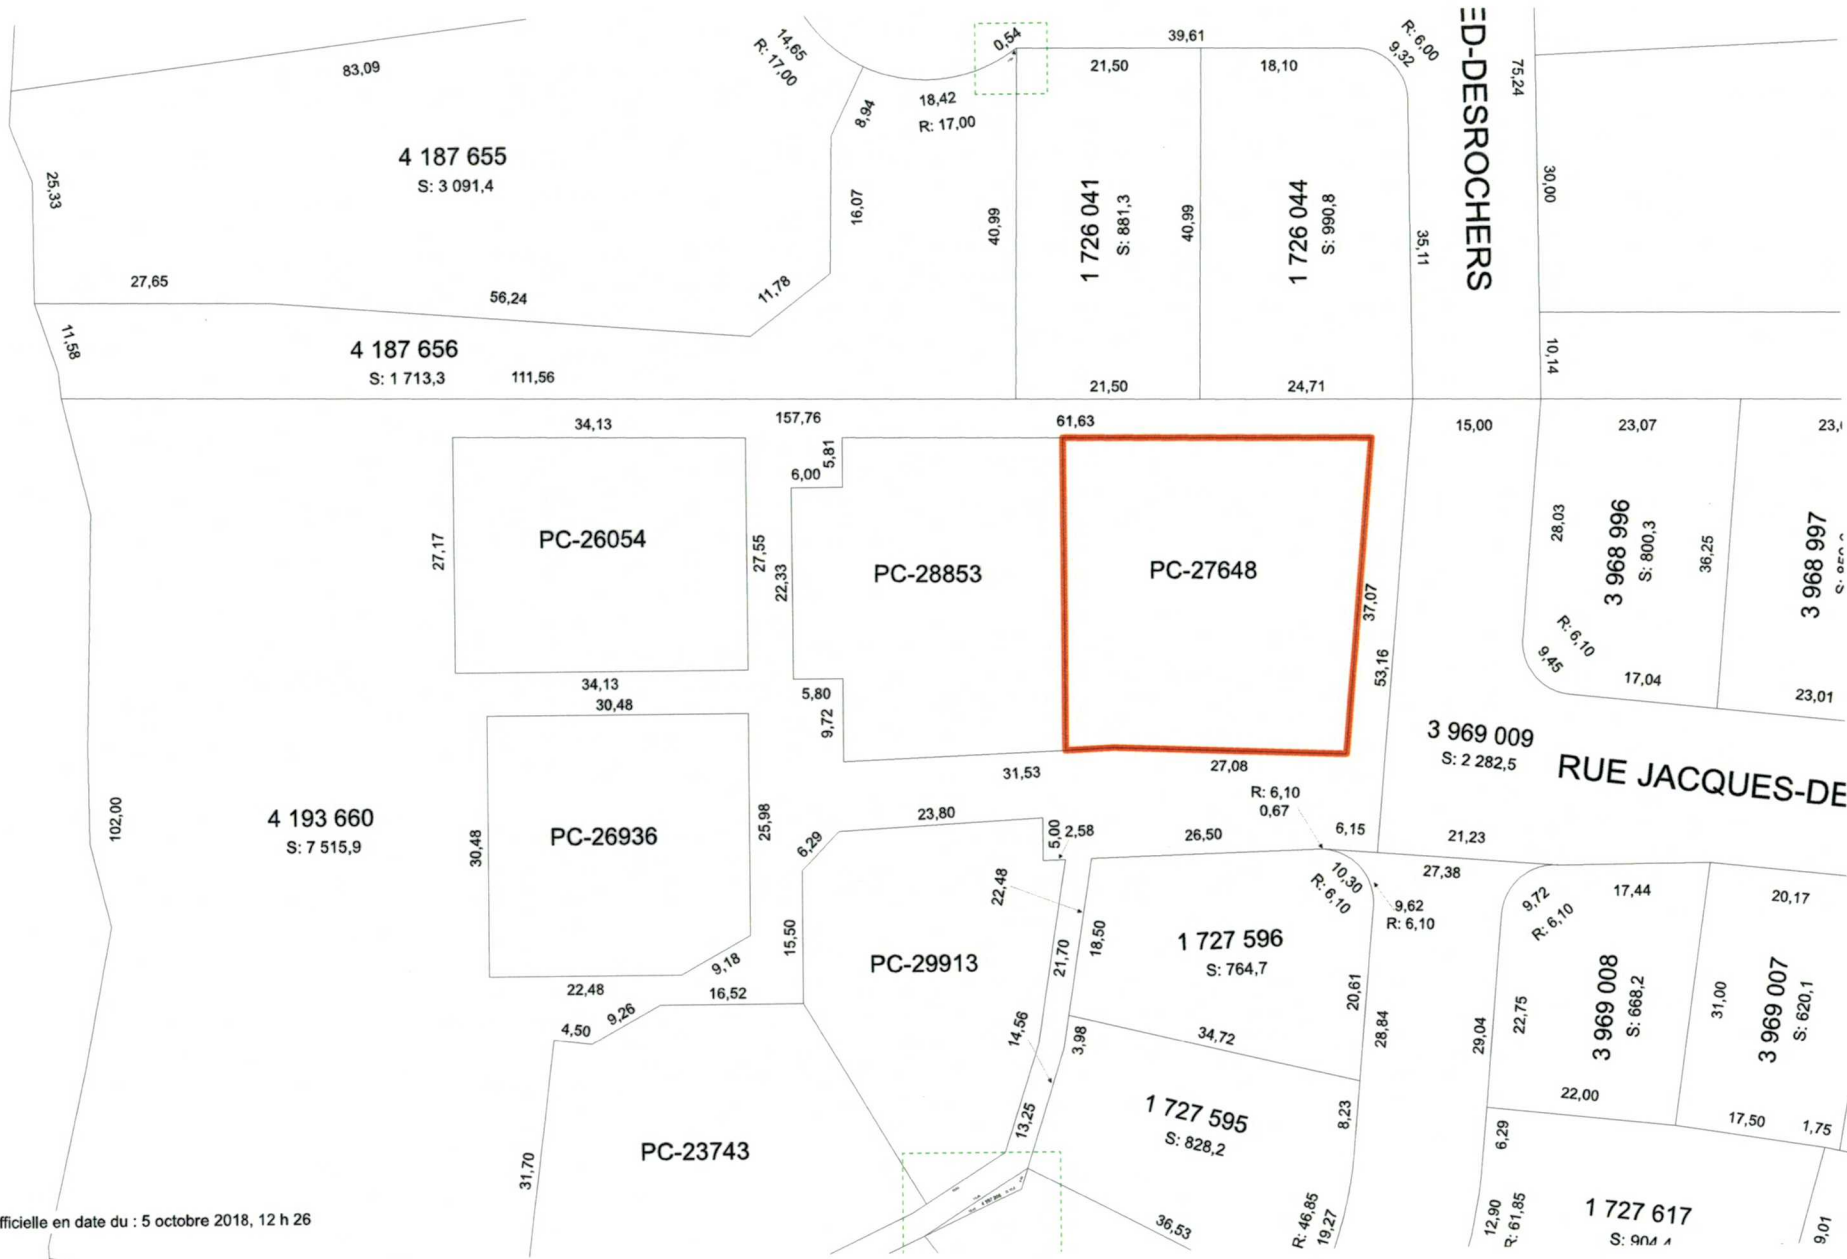 83,09
14,65
R: 17,00
0,54
39,61
R: 6,00
9,32
ED-DESROCHERS
75,24
21,50
18,10
8,94
18,42
R: 17,00
4 187 655
S: 3 091,4
25,33
16,07
40,99
1 726 041
S: 881,3
40,99
1 726 044
S: 990,8
35,11
30,00
27,65
56,24
11,78
11,58
4 187 656
S: 1 713,3
111,56
21,50
24,71
10,14
34,13
157,76
61,63
15,00
23,07
5,81
6,00
27,17
PC-26054
27,55
22,33
PC-28853
PC-27648
37,07
53,16
28,03
3 968 996
S: 800,3
36,25
3 968 997
R: 6,10
9,45
17,04
23,01
34,13
30,48
5,80
9,72
31,53
27,08
3 969 009
S: 2 282,5
RUE JACQUES-DE
102,00
4 193 660
S: 7 515,9
30,48
PC-26936
25,98
6,29
23,80
5,00
2,58
26,50
R: 6,10
0,67
6,15
21,23
22,48
10,30
R: 6,10
27,38
9,62
R: 6,10
9,72
R: 6,10
17,44
20,17
15,50
PC-29913
21,70
18,50
1 727 596
S: 764,7
20,61
28,84
29,04
22,75
3 969 008
S: 668,2
31,00
3 969 007
S: 620,1
9,18
22,48
16,52
4,50
9,26
14,56
3,98
34,72
22,00
17,50
1,75
31,70
PC-23743
13,25
1 727 595
S: 828,2
8,23
6,29
36,53
R: 46,85
19,27
12,90
R: 61,85
1 727 617
S: 904,4
9,01
fficielle en date du : 5 octobre 2018, 12 h 26